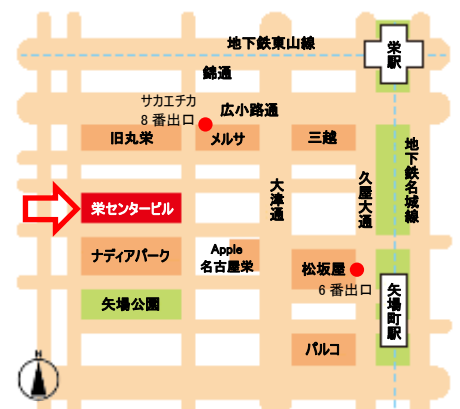 地下鉄東山線
栄駅
錦通
サカエチカ
8番出口
広小路通
旧丸栄
メルサ
三越
地下鉄名城線
大津通
久屋大通
栄センタービル
ナディアパーク
Apple
名古屋栄
松坂屋
6番出口
矢場公園
矢場町駅
パルコ
N